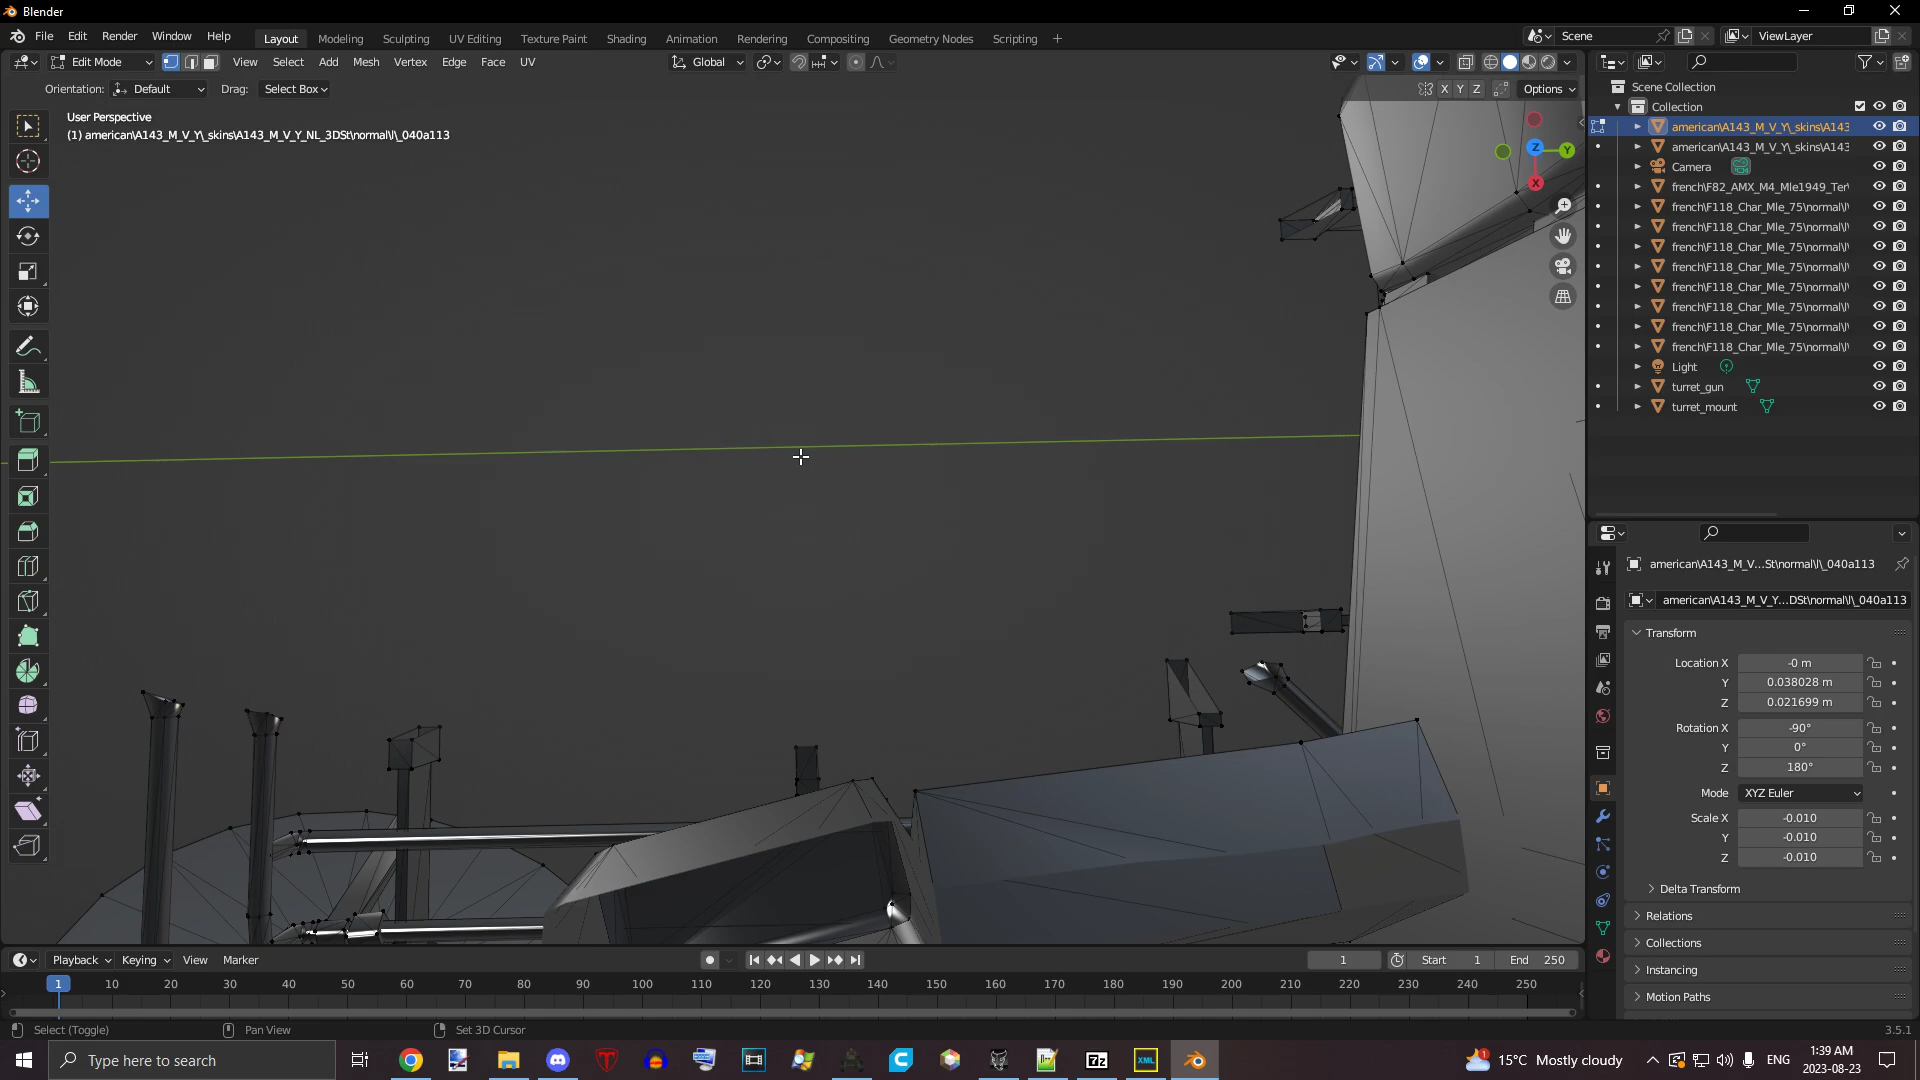 Blender
File Edit Render Window Help
Layout Modeling Sculpting UV Editing Texture Paint Shading Animation Rendering Compositing Geometry Nodes Scripting
Scene
ViewLayer
Edit Mode
View Select Add Mesh Vertex Edge Face UV
Global
Orientation: Default Drag: Select Box
X Y Z
Options
User Perspective
(1) american\A143_M_V_Y\_skins\A143_M_V_Y_NL_3DSt\normal\l\_040a113
Z
Y
X
Scene Collection
Collection
american\A143_M_V_Y\_skins\A143
american\A143_M_V_Y\_skins\A143
Camera
french\F82_AMX_M4_Mle1949_Ter\
french\F118_Char_Mle_75\normal\l\
french\F118_Char_Mle_75\normal\l\
french\F118_Char_Mle_75\normal\l\
french\F118_Char_Mle_75\normal\l\
french\F118_Char_Mle_75\normal\l\
french\F118_Char_Mle_75\normal\l\
french\F118_Char_Mle_75\normal\l\
french\F118_Char_Mle_75\normal\l\
Light
turret_gun
turret_mount
american\A143_M_V...St\normal\l\_040a113
american\A143_M_V_Y...DSt\normal\l\_040a113
Transform
Location X -0 m
Y 0.038028 m
Z 0.021699 m
Rotation X -90°
Y 0°
Z 180°
Mode XYZ Euler
Scale X -0.010
Y -0.010
Z -0.010
Delta Transform
Relations
Collections
Instancing
Motion Paths
Playback Keying View Marker
1 Start 1 End 250
1 10 20 30 40 50 60 70 80 90 100 110 120 130 140 150 160 170 180 190 200 210 220 230 240 250
Select (Toggle) Pan View Set 3D Cursor
3.5.1
Type here to search
7z
XML
1
15°C Mostly cloudy
ENG
1:39 AM
2023-08-23